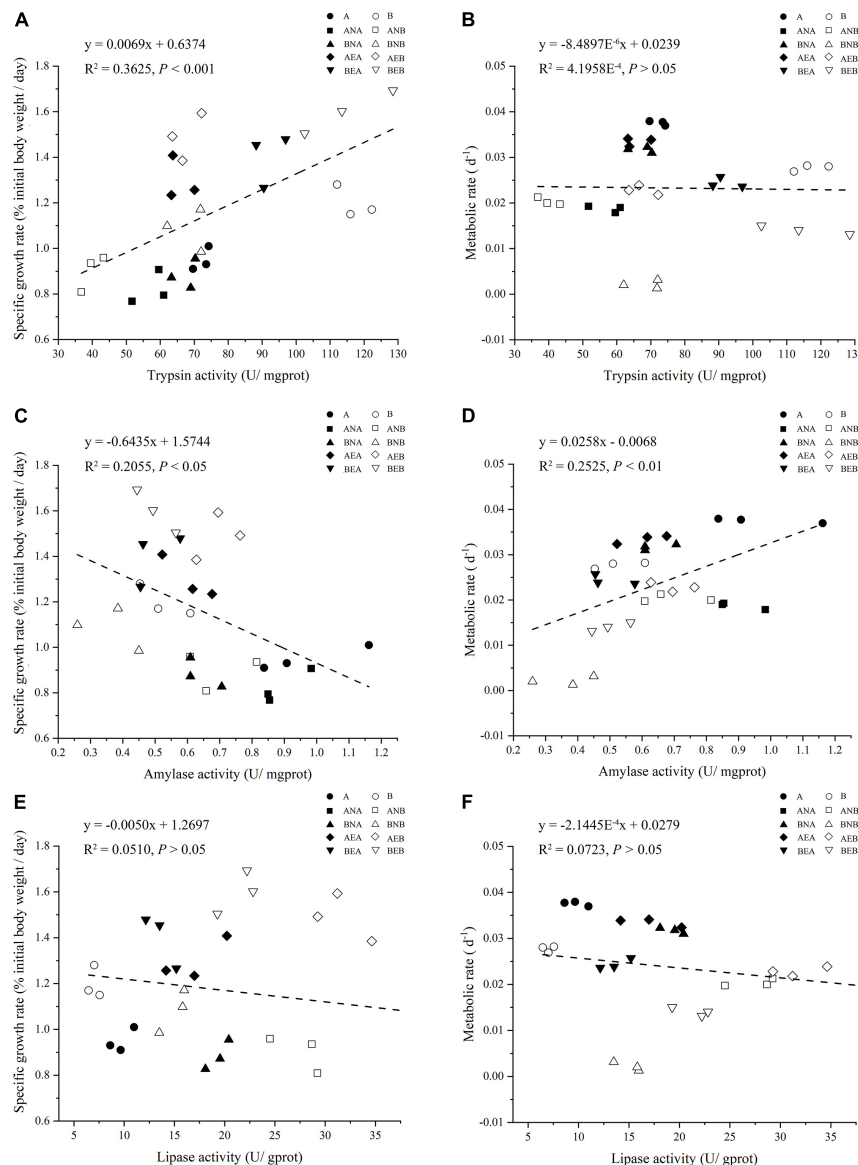 A
y = 0.0069x + 0.6374
R² = 0.3625, P < 0.001
A
B
ANA
ANB
BNA
BNB
AEA
AEB
BEA
BEB
Specific growth rate (% initial body weight / day)
1.8
1.6
1.4
1.2
1.0
0.8
0.6
30 40 50 60 70 80 90 100 110 120 130
Trypsin activity (U/ mgprot)
B
y = -8.4897E⁻⁶x + 0.0239
R² = 4.1958E⁻⁴, P > 0.05
A
B
ANA
ANB
BNA
BNB
AEA
AEB
BEA
BEB
Metabolic rate ( d⁻¹)
0.05
0.04
0.03
0.02
0.01
0.00
-0.01
30 40 50 60 70 80 90 100 110 120 130
Trypsin activity (U/ mgprot)
C
y = -0.6435x + 1.5744
R² = 0.2055, P < 0.05
A
B
ANA
ANB
BNA
BNB
AEA
AEB
BEA
BEB
Specific growth rate (% initial body weight / day)
1.8
1.6
1.4
1.2
1.0
0.8
0.6
0.2 0.3 0.4 0.5 0.6 0.7 0.8 0.9 1.0 1.1 1.2
Amylase activity (U/ mgprot)
D
y = 0.0258x - 0.0068
R² = 0.2525, P < 0.01
A
B
ANA
ANB
BNA
BNB
AEA
AEB
BEA
BEB
Metabolic rate ( d⁻¹)
0.05
0.04
0.03
0.02
0.01
0.00
-0.01
0.2 0.3 0.4 0.5 0.6 0.7 0.8 0.9 1.0 1.1 1.2
Amylase activity (U/ mgprot)
E
y = -0.0050x + 1.2697
R² = 0.0510, P > 0.05
A
B
ANA
ANB
BNA
BNB
AEA
AEB
BEA
BEB
Specific growth rate (% initial body weight / day)
1.8
1.6
1.4
1.2
1.0
0.8
0.6
5 10 15 20 25 30 35
Lipase activity (U/ gprot)
F
y = -2.1445E⁻⁴x + 0.0279
R² = 0.0723, P > 0.05
A
B
ANA
ANB
BNA
BNB
AEA
AEB
BEA
BEB
Metabolic rate ( d⁻¹)
0.05
0.04
0.03
0.02
0.01
0.00
-0.01
5 10 15 20 25 30 35
Lipase activity (U/ gprot)